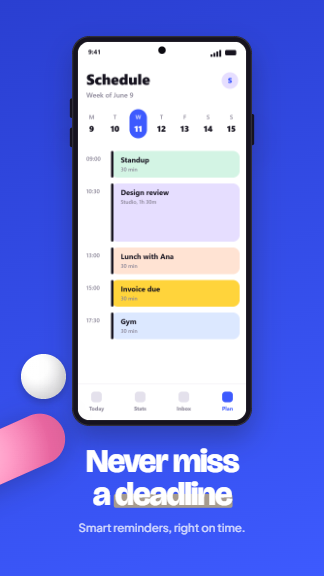 9:41
Schedule
S
Week of June 9
M T W T F S S
9 10 11 12 13 14 15
09:00
Standup
30 min
10:30
Design review
Studio, 1h 30m
13:00
Lunch with Ana
30 min
15:00
Invoice due
30 min
17:30
Gym
30 min
Today Stats Inbox Plan
Never miss
a deadline
Smart reminders, right on time.